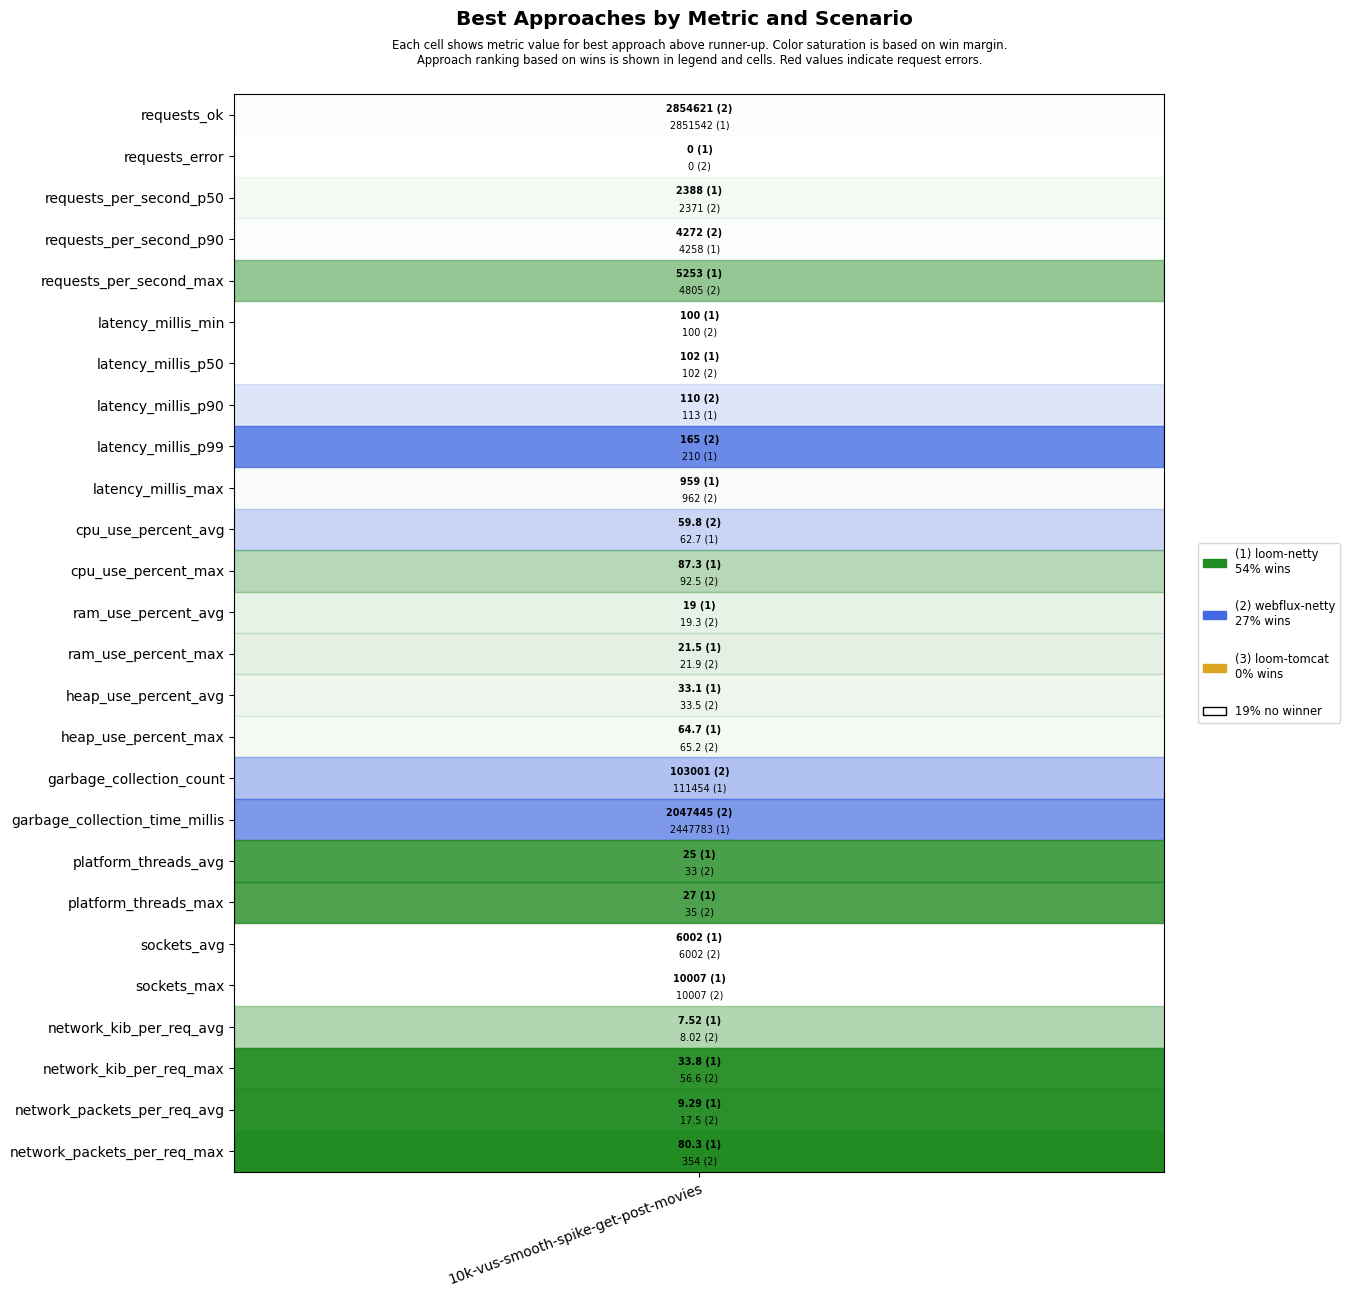 Best Approaches by Metric and Scenario
Each cell shows metric value for best approach above runner-up. Color saturation is based on win margin.
Approach ranking based on wins is shown in legend and cells. Red values indicate request errors.
requests_ok
2854621 (2)
2851542 (1)
requests_error
0 (1)
0 (2)
requests_per_second_p50
2388 (1)
2371 (2)
requests_per_second_p90
4272 (2)
4258 (1)
requests_per_second_max
5253 (1)
4805 (2)
latency_millis_min
100 (1)
100 (2)
latency_millis_p50
102 (1)
102 (2)
latency_millis_p90
110 (2)
113 (1)
latency_millis_p99
165 (2)
210 (1)
latency_millis_max
959 (1)
962 (2)
cpu_use_percent_avg
59.8 (2)
62.7 (1)
cpu_use_percent_max
87.3 (1)
92.5 (2)
ram_use_percent_avg
19 (1)
19.3 (2)
ram_use_percent_max
21.5 (1)
21.9 (2)
heap_use_percent_avg
33.1 (1)
33.5 (2)
heap_use_percent_max
64.7 (1)
65.2 (2)
garbage_collection_count
103001 (2)
111454 (1)
garbage_collection_time_millis
2047445 (2)
2447783 (1)
platform_threads_avg
25 (1)
33 (2)
platform_threads_max
27 (1)
35 (2)
sockets_avg
6002 (1)
6002 (2)
sockets_max
10007 (1)
10007 (2)
network_kib_per_req_avg
7.52 (1)
8.02 (2)
network_kib_per_req_max
33.8 (1)
56.6 (2)
network_packets_per_req_avg
9.29 (1)
17.5 (2)
network_packets_per_req_max
80.3 (1)
354 (2)
10k-vus-smooth-spike-get-post-movies
(1) loom-netty
54% wins
(2) webflux-netty
27% wins
(3) loom-tomcat
0% wins
19% no winner